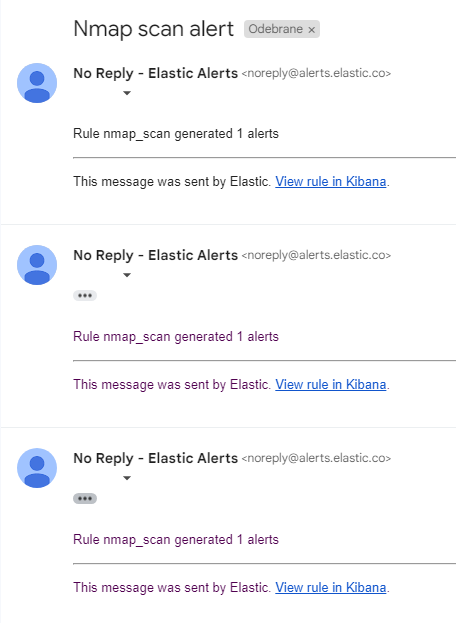 Nmap scan alert Odebrane ×
No Reply - Elastic Alerts <noreply@alerts.elastic.co>
Rule nmap_scan generated 1 alerts
This message was sent by Elastic. View rule in Kibana.
No Reply - Elastic Alerts <noreply@alerts.elastic.co>
Rule nmap_scan generated 1 alerts
This message was sent by Elastic. View rule in Kibana.
No Reply - Elastic Alerts <noreply@alerts.elastic.co>
Rule nmap_scan generated 1 alerts
This message was sent by Elastic. View rule in Kibana.